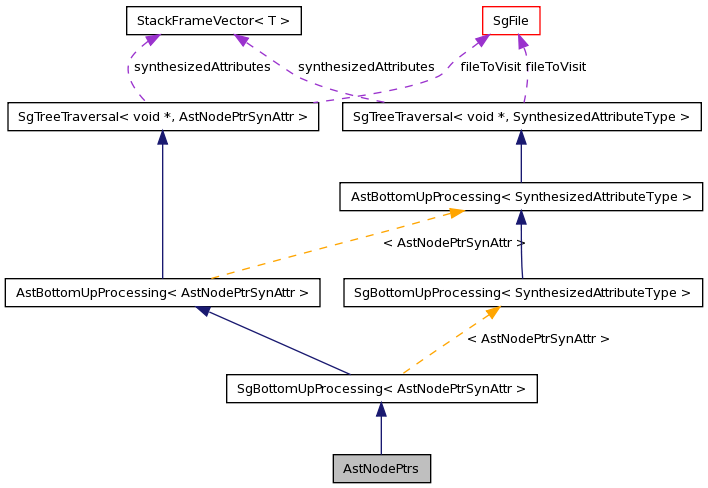 StackFrameVector< T >
SgFile
synthesizedAttributes
synthesizedAttributes
fileToVisit
fileToVisit
SgTreeTraversal< void *, AstNodePtrSynAttr >
SgTreeTraversal< void *, SynthesizedAttributeType >
AstBottomUpProcessing< SynthesizedAttributeType >
< AstNodePtrSynAttr >
AstBottomUpProcessing< AstNodePtrSynAttr >
SgBottomUpProcessing< SynthesizedAttributeType >
< AstNodePtrSynAttr >
SgBottomUpProcessing< AstNodePtrSynAttr >
AstNodePtrs